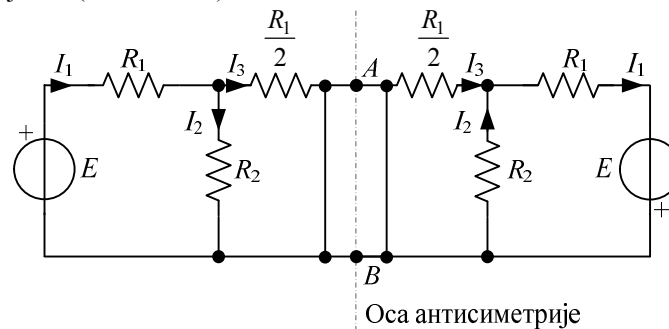 R₁/2 A R₁/2
I₁ R₁ I₃ I₃ R₁ I₁
I₂ I₂
+ E R₂ R₂ E +
B
Оса антисиметрије